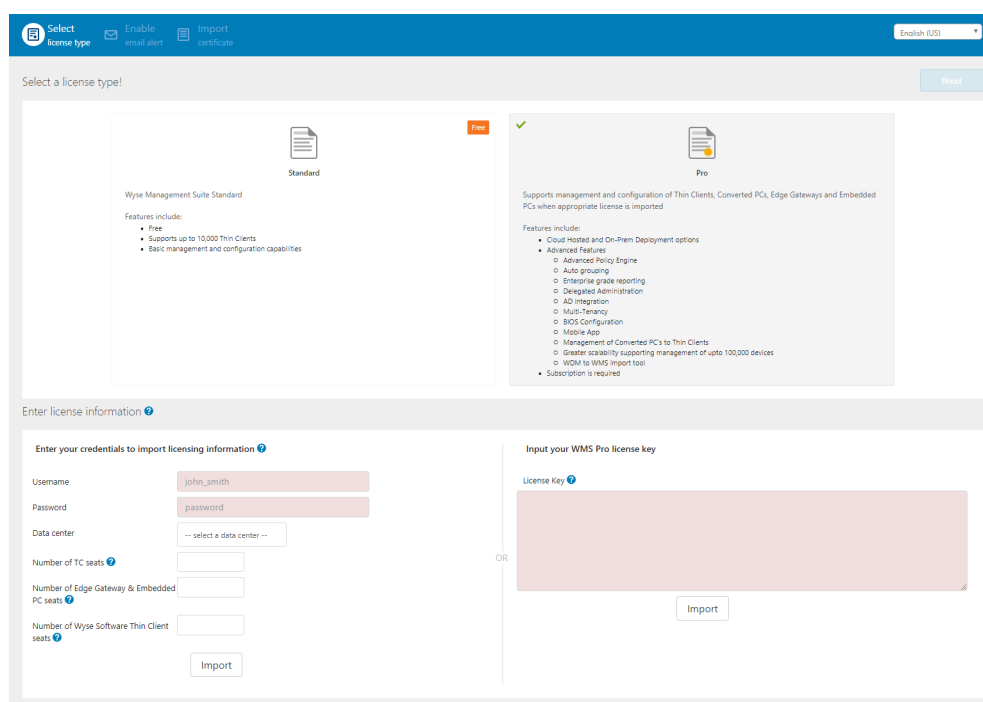 Select
license type
Enable
email alert
Import
certificate
English (US)
Select a license type!
Next
Free
Standard
Wyse Management Suite Standard
Features include:
Free
Supports up to 10,000 Thin Clients
Basic management and configuration capabilities
Pro
Supports management and configuration of Thin Clients, Converted PCs, Edge Gateways and Embedded
PCs when appropriate license is imported
Features include:
Cloud Hosted and On-Prem Deployment options
Advanced Features
Advanced Policy Engine
Auto grouping
Enterprise grade reporting
Delegated Administration
AD integration
Multi-Tenancy
BIOS Configuration
Mobile App
Management of Converted PC's to Thin Clients
Greater scalability supporting management of upto 100,000 devices
WDM to WMS import tool
Subscription is required
Enter license information
Enter your credentials to import licensing information
Username
john_smith
Password
password
Data center
-- select a data center --
Number of TC seats
Number of Edge Gateway & Embedded
PC seats
Number of Wyse Software Thin Client
seats
Import
OR
Input your WMS Pro license key
License Key
Import